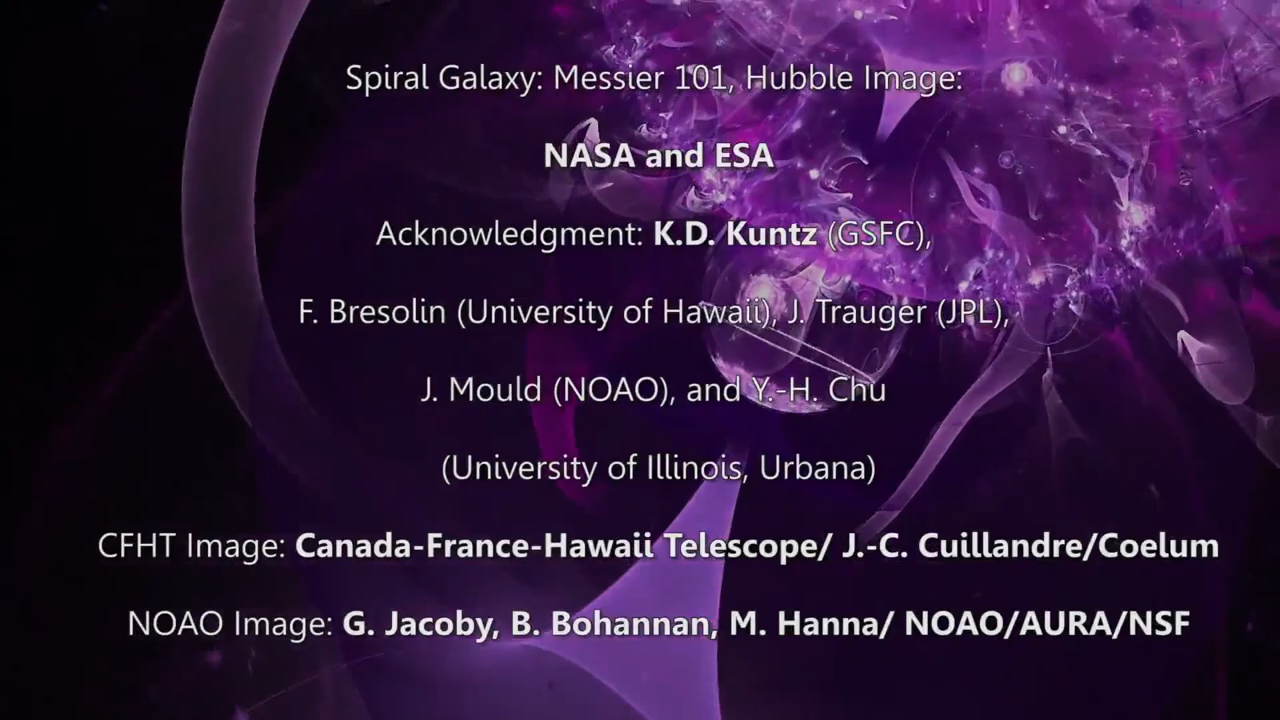 Spiral Galaxy: Messier 101, Hubble Image:
NASA and ESA
Acknowledgment: K.D. Kuntz (GSFC),
F. Bresolin (University of Hawaii), J. Trauger (JPL),
J. Mould (NOAO), and Y.-H. Chu
(University of Illinois, Urbana)
CFHT Image: Canada-France-Hawaii Telescope/ J.-C. Cuillandre/Coelum
NOAO Image: G. Jacoby, B. Bohannan, M. Hanna/ NOAO/AURA/NSF